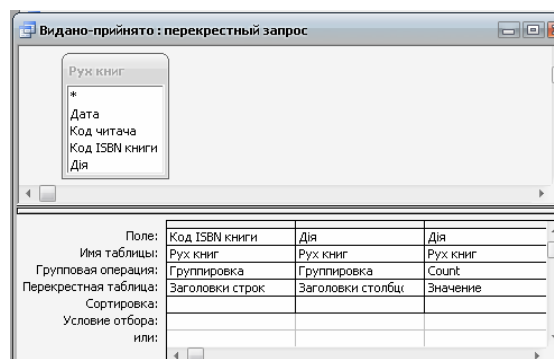 Видано-прийнято : перекрестный запрос
Рух книг
*
Дата
Код читача
Код ISBN книги
Дія
Поле: Код ISBN книги Дія Дія
Имя таблицы: Рух книг Рух книг Рух книг
Групповая операция: Группировка Группировка Count
Перекрестная таблица: Заголовки строк Заголовки столбц Значение
Сортировка:
Условие отбора:
или: